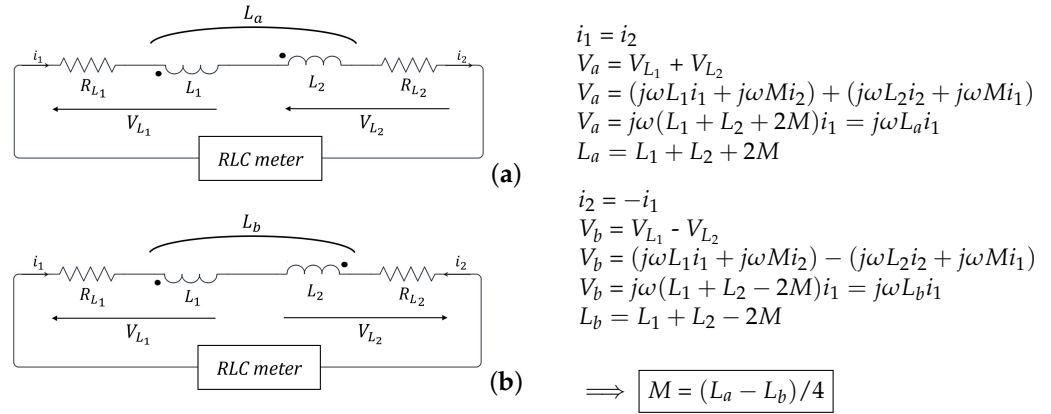 L_a
i_1
i_2
R_{L_1}
L_1
L_2
R_{L_2}
V_{L_1}
V_{L_2}
RLC meter
(a)
i_1 = i_2
V_a = V_{L_1} + V_{L_2}
V_a = (jωL_1i_1 + jωMi_2) + (jωL_2i_2 + jωMi_1)
V_a = jω(L_1 + L_2 + 2M)i_1 = jωL_ai_1
L_a = L_1 + L_2 + 2M
L_b
i_1
i_2
R_{L_1}
L_1
L_2
R_{L_2}
V_{L_1}
V_{L_2}
RLC meter
(b)
i_2 = −i_1
V_b = V_{L_1} - V_{L_2}
V_b = (jωL_1i_1 + jωMi_2) − (jωL_2i_2 + jωMi_1)
V_b = jω(L_1 + L_2 − 2M)i_1 = jωL_bi_1
L_b = L_1 + L_2 − 2M
⟹ M = (L_a − L_b)/4